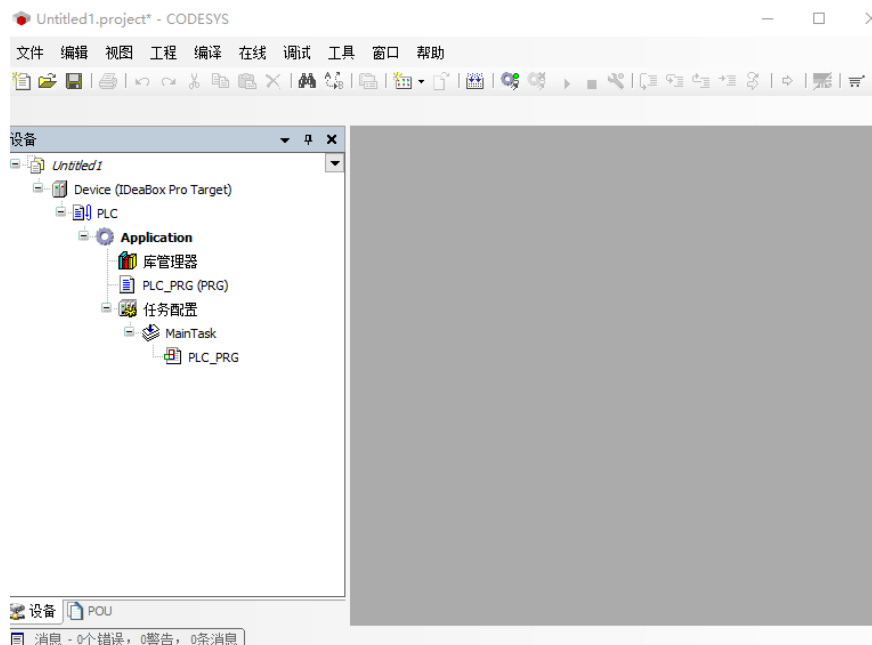 Untitled1.project* - CODESYS
文件 编辑 视图 工程 编译 在线 调试 工具 窗口 帮助
设备
Untitled1
Device (IDeaBox Pro Target)
PLC
Application
库管理器
PLC_PRG (PRG)
任务配置
MainTask
PLC_PRG
设备 POU
消息 - 0个错误，0警告，0条消息